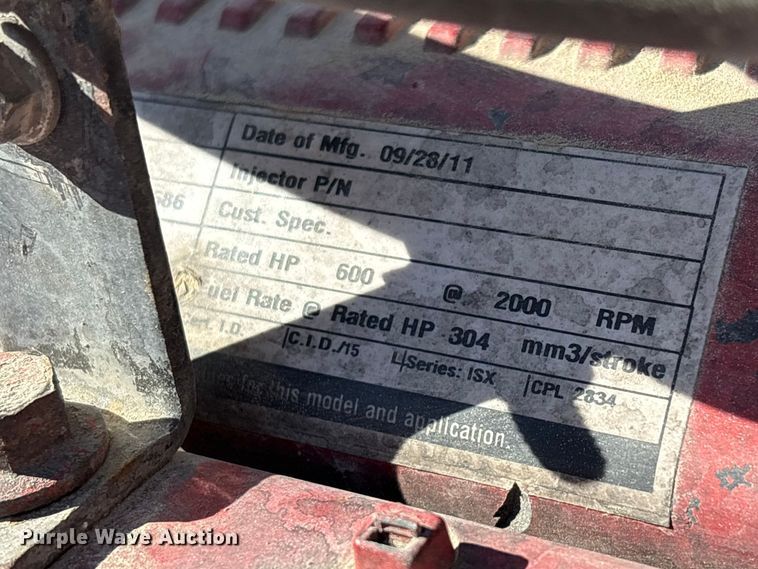 Date of Mfg. 09/28/11
Injector P/N
Cust. Spec.
Rated HP 600 @ 2000 RPM
uel Rate @ Rated HP 304 mm3/stroke
I.D. C.I.D./15 L Series: ISX CPL 2834
for this model and application.
Purple Wave Auction